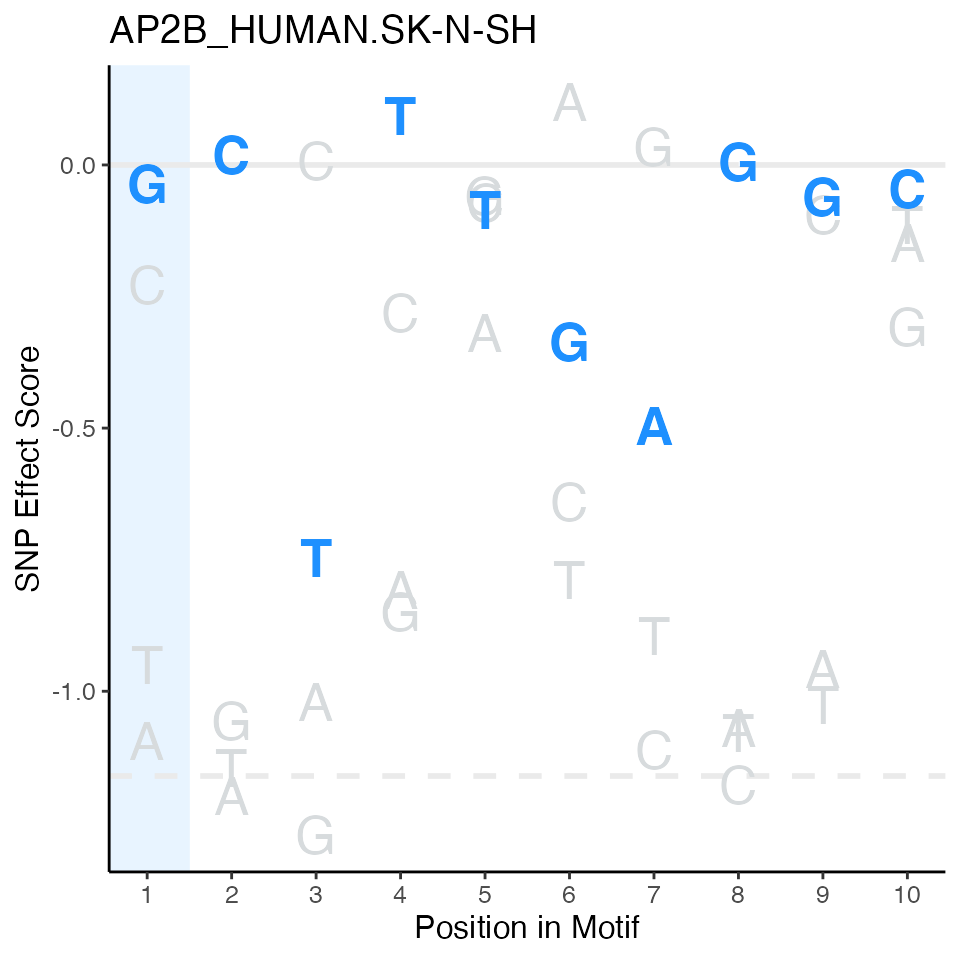 AP2B_HUMAN.SK-N-SH
SNP Effect Score
0.0
-0.5
-1.0
G C T A
C G T A
C T A G
T C A G
G C T A
A G C T
G A T C
G A T C
G C A T
C T A G
1 2 3 4 5 6 7 8 9 10
Position in Motif